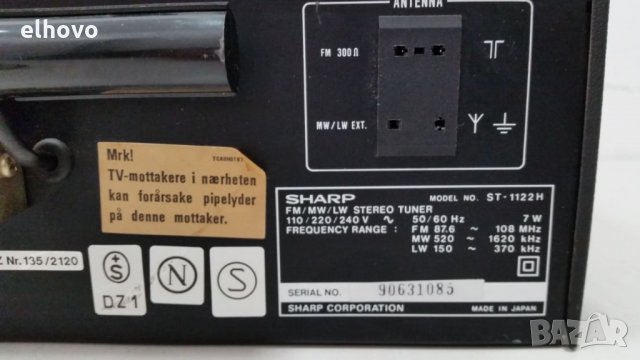 elhovo
ANTENNA
FM 300Ω
MW/LW EXT.
Mrk!
TV-mottakere i nærheten
kan forårsake pipelyder
på denne mottaker.
SHARP MODEL NO. ST-1122H
FM/MW/LW STEREO TUNER
110/220/240 V ~ 50/60 Hz 7 W
FREQUENCY RANGE : FM 87.6 ~ 108 MHz
MW 520 ~ 1620 kHz
LW 150 ~ 370 kHz
SERIAL NO. 90631085
SHARP CORPORATION MADE IN JAPAN
Z Nr. 135/2120
+S
DZ1
N
S
BAZAR.bg